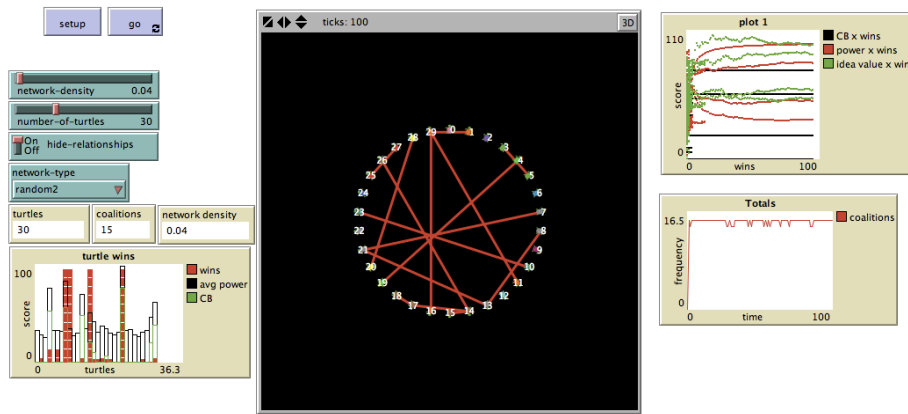 setup
go
network-density
0.04
number-of-turtles
30
On
Off
hide-relationships
network-type
random2
turtles
30
coalitions
15
network density
0.04
turtle wins
100
score
0
0
turtles
36.3
wins
avg power
CB
ticks: 100
3D
0
1
2
3
4
5
6
7
8
9
10
11
12
13
14
15
16
17
18
19
20
21
22
23
24
25
26
27
28
29
plot 1
110
score
0
0
wins
100
CB x wins
power x wins
idea value x win
Totals
16.5
frequency
0
0
time
100
coalitions